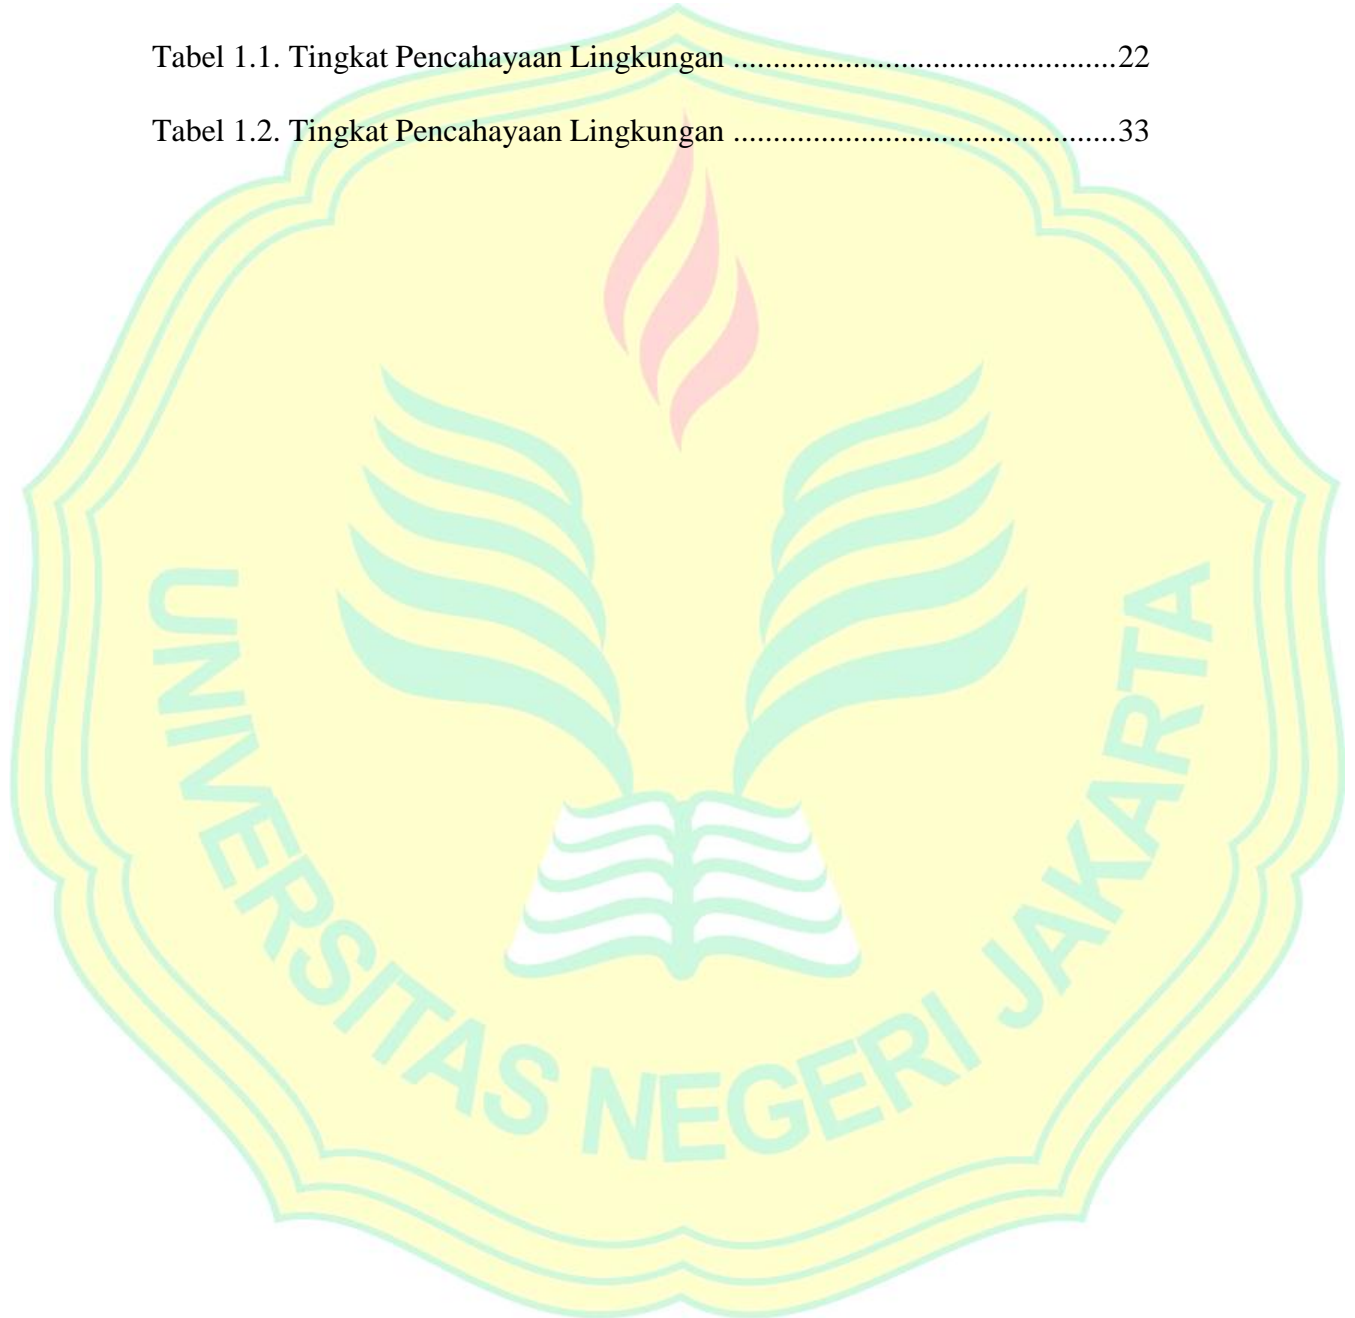 Tabel 1.1. Tingkat Pencahayaan Lingkungan ................................................22
Tabel 1.2. Tingkat Pencahayaan Lingkungan ................................................33
UNIVERSITAS NEGERI JAKARTA